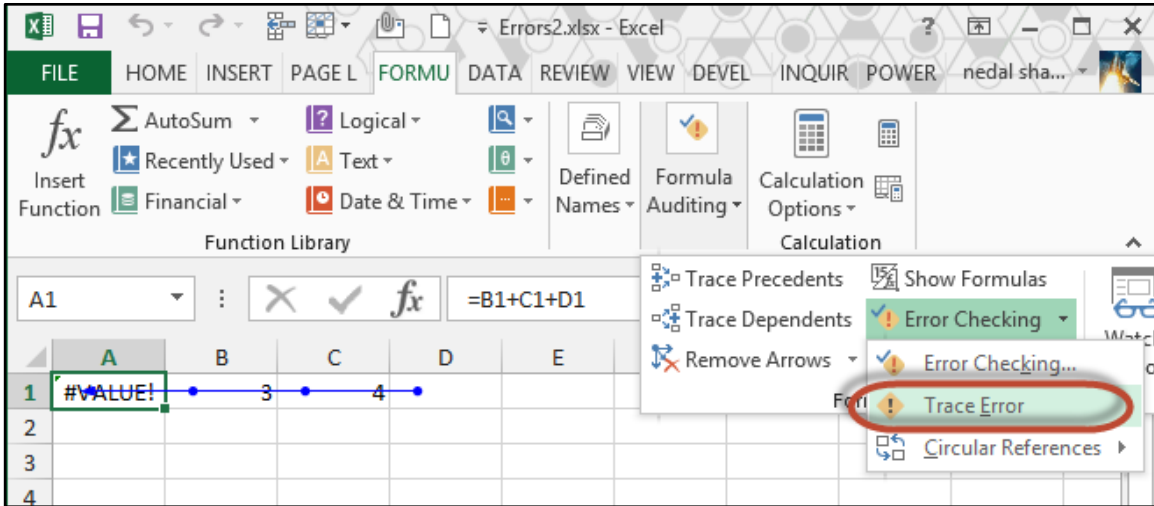 Errors2.xlsx - Excel ?
FILE HOME INSERT PAGE L FORMU DATA REVIEW VIEW DEVEL INQUIR POWER nedal sha...
fx Insert Function
Σ AutoSum
Recently Used
Financial
? Logical
A Text
Date & Time
θ
Function Library
Defined Names
Formula Auditing
Calculation Options
Calculation
Trace Precedents
Trace Dependents
Remove Arrows
Show Formulas
Error Checking
Error Checking...
Trace Error
Circular References
A1 fx =B1+C1+D1
A B C D E
1 #VALUE! 3 4
2
3
4